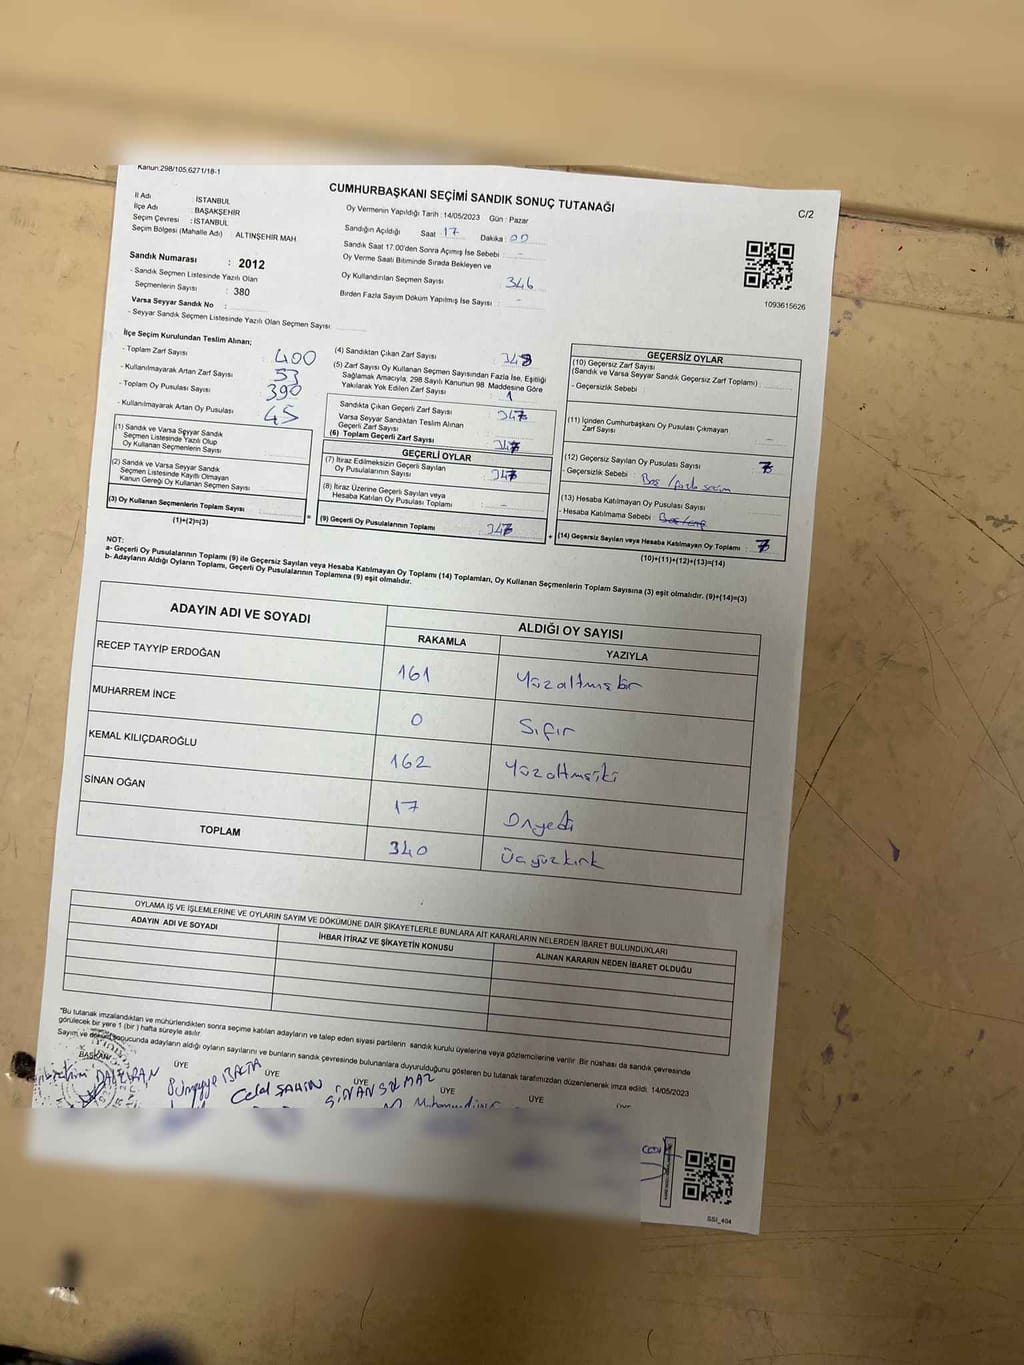 Kanun:298/105;6271/18-1
CUMHURBAŞKANI SEÇİMİ SANDIK SONUÇ TUTANAĞI
C/2
İl Adı : İSTANBUL
İlçe Adı : BAŞAKŞEHİR
Seçim Çevresi : İSTANBUL
Seçim Bölgesi (Mahalle Adı) : ALTINŞEHİR MAH
Sandık Numarası : 2012
- Sandık Seçmen Listesinde Yazılı Olan
Seçmenlerin Sayısı : 380
Varsa Seyyar Sandık No :
- Seyyar Sandık Seçmen Listesinde Yazılı Olan Seçmen Sayısı:
Oy Vermenin Yapıldığı Tarih : 14/05/2023 Gün : Pazar
Sandığın Açıldığı Saat : 17 Dakika : 00
Sandık Saat 17:00'den Sonra Açımış İse Sebebi : -
Oy Verme Saati Bitiminde Sırada Bekleyen ve
Oy Kullandırılan Seçmen Sayısı : 346
Birden Fazla Sayım Döküm Yapılmış İse Sayısı : -
1093615626
İlçe Seçim Kurulundan Teslim Alınan;
- Toplam Zarf Sayısı : 400
- Kullanılmayarak Artan Zarf Sayısı : 53
- Toplam Oy Pusulası Sayısı : 390
- Kullanılmayarak Artan Oy Pusulası : 45
(1) Sandık ve Varsa Seyyar Sandık
Seçmen Listesinde Yazılı Olup
Oy Kullanan Seçmenlerin Sayısı :
(2) Sandık ve Varsa Seyyar Sandık
Seçmen Listesinde Kayıtlı Olmayan
Kanun Gereği Oy Kullanan Seçmen Sayısı :
(3) Oy Kullanan Seçmenlerin Toplam Sayısı :
(1)+(2)=(3)
(4) Sandıktan Çıkan Zarf Sayısı : 348
(5) Zarf Sayısı Oy Kullanan Seçmen Sayısından Fazla İse, Eşitliği
Sağlamak Amacıyla, 298 Sayılı Kanunun 98. Maddesine Göre
Yakılarak Yok Edilen Zarf Sayısı : 1
Sandıkta Çıkan Geçerli Zarf Sayısı : 347
Varsa Seyyar Sandıktan Teslim Alınan
Geçerli Zarf Sayısı :
(6) Toplam Geçerli Zarf Sayısı : 347
GEÇERLİ OYLAR
(7) İtiraz Edilmeksizin Geçerli Sayılan
Oy Pusulalarının Sayısı : 347
(8) İtiraz Üzerine Geçerli Sayılan veya
Hesaba Katılan Oy Pusulası Toplamı : -
(9) Geçerli Oy Pusulalarının Toplamı : 347
GEÇERSİZ OYLAR
(10) Geçersiz Zarf Sayısı
(Sandık ve Varsa Seyyar Sandık Geçersiz Zarf Toplamı) :
- Geçersizlik Sebebi :
(11) İçinden Cumhurbaşkanı Oy Pusulası Çıkmayan
Zarf Sayısı : -
(12) Geçersiz Sayılan Oy Pusulası Sayısı : 7
- Geçersizlik Sebebi : Boş / fazla seçim
(13) Hesaba Katılmayan Oy Pusulası Sayısı :
- Hesaba Katılmama Sebebi :
(14) Geçersiz Sayılan veya Hesaba Katılmayan Oy Toplamı : 7
(10)+(11)+(12)+(13)=(14)
NOT:
a- Geçerli Oy Pusulalarının Toplamı (9) ile Geçersiz Sayılan veya Hesaba Katılmayan Oy Toplamı (14) Toplamları, Oy Kullanan Seçmenlerin Toplam Sayısına (3) eşit olmalıdır. (9)+(14)=(3)
b- Adayların Aldığı Oyların Toplamı, Geçerli Oy Pusulalarının Toplamına (9) eşit olmalıdır.
ADAYIN ADI VE SOYADI ALDIĞI OY SAYISI
RAKAMLA YAZIYLA
RECEP TAYYİP ERDOĞAN 161 Yüzaltmışbir
MUHARREM İNCE 0 Sıfır
KEMAL KILIÇDAROĞLU 162 Yüzaltmışiki
SİNAN OĞAN 17 Onyedi
TOPLAM 340 Üçyüzkırk
OYLAMA İŞ VE İŞLEMLERİNE VE OYLARIN SAYIM VE DÖKÜMÜNE DAİR ŞİKAYETLERLE BUNLARA AİT KARARLARIN NELERDEN İBARET BULUNDUKLARI
ADAYIN ADI VE SOYADI İHBAR İTİRAZ VE ŞİKAYETİN KONUSU ALINAN KARARIN NEDEN İBARET OLDUĞU
"Bu tutanak imzalandıktan ve mühürlendikten sonra seçime katılan adayların ve talep eden siyasi partilerin sandık kurulu üyelerine veya gözlemcilerine verilir .Bir nüshası da sandık çevresinde
görülecek bir yere 1 (bir ) hafta süreyle asılır.
Sayım ve döküm sonucunda adayların aldığı oyların sayılarını ve bunların sandık çevresinde bulunanlara duyurulduğunu gösteren bu tutanak tarafımızdan düzenlenerek imza edildi. 14/05/2023
BAŞKAN ÜYE ÜYE ÜYE ÜYE ÜYE ÜYE
Sümeyye BALTA Celal ŞAHİN SİNAN SOLMAZ
SSI_404